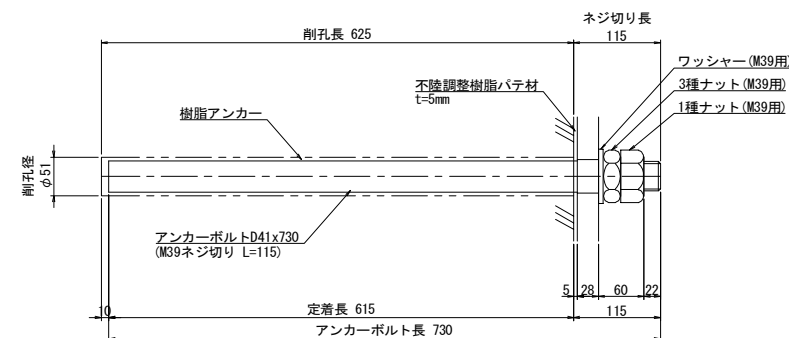 ネジ切り長
削孔長 625
115
ワッシャー(M39用)
不陸調整樹脂パテ材
t=5mm
3種ナット(M39用)
樹脂アンカー
1種ナット(M39用)
削孔径
φ51
アンカーボルトD41x730
(M39ネジ切り L=115)
5 28 60 22
10
定着長 615
115
アンカーボルト長 730